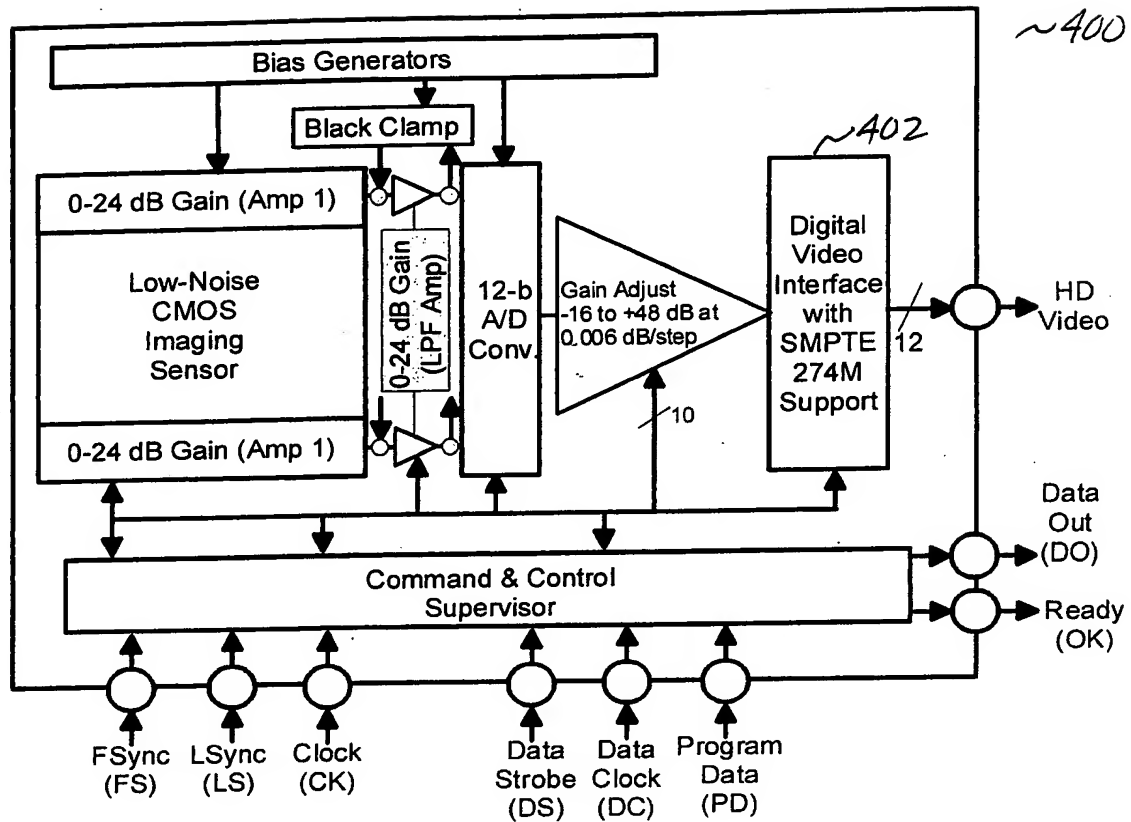 ~400
Bias Generators
Black Clamp
~402
0-24 dB Gain (Amp 1)
Low-Noise
CMOS
Imaging
Sensor
0-24 dB Gain (Amp 1)
0-24 dB Gain
(LPF Amp)
12-b
A/D
Conv.
Gain Adjust
-16 to +48 dB at
0.006 dB/step
10
Digital
Video
Interface
with
SMPTE
274M
Support
12
HD
Video
Data
Out
(DO)
Ready
(OK)
Command & Control
Supervisor
FSync
(FS)
LSync
(LS)
Clock
(CK)
Data
Strobe
(DS)
Data
Clock
(DC)
Program
Data
(PD)